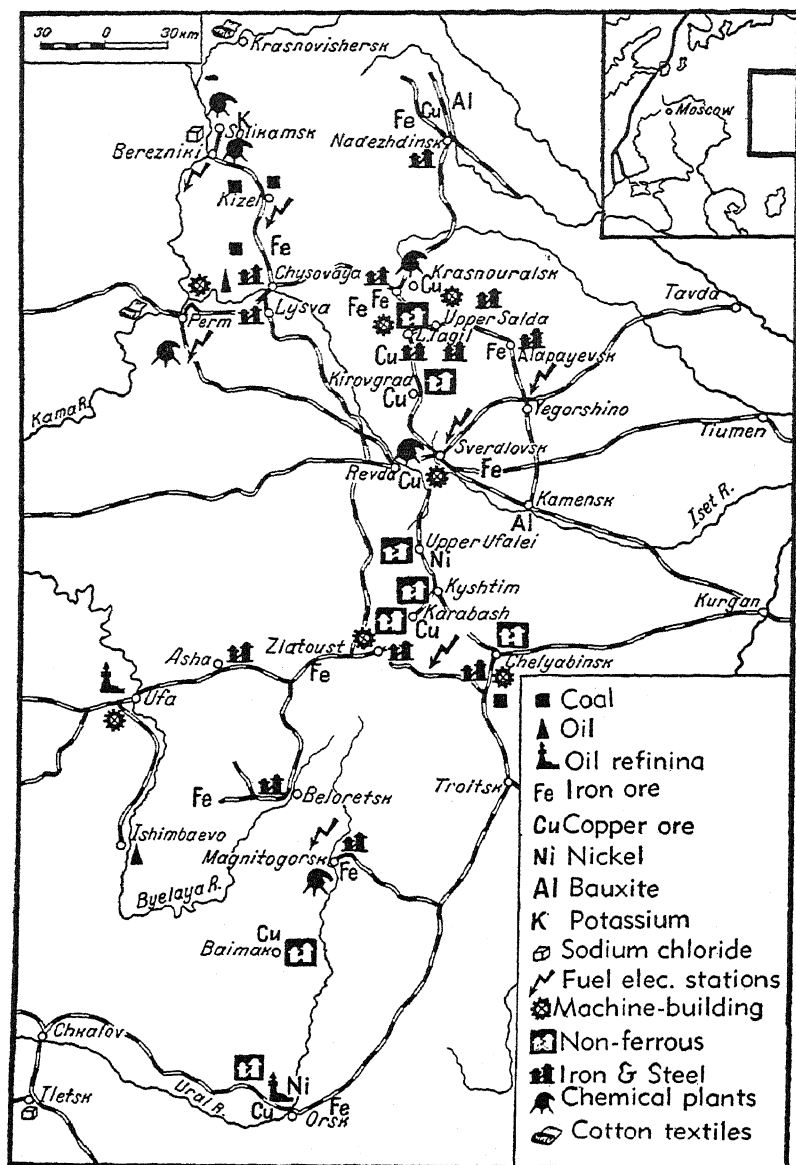 30 0 30км
Krasnovishersk
Moscow
K
Solikamsk
Berezniki
Kizel
Fe
Cu
Al
Nadezhdinsk
Fe
Chusovaya
Cu
Krasnouralsk
Fe
Fe
Tavda
Perm
Lysva
Upper Salda
L.Tagil
Cu
Fe
Alapayevsk
Kirovgrad
Cu
Kama R.
Yegorshino
Tiumen
Sverdlovsk
Revda
Cu
Fe
Kamensk
Al
Iset R.
Upper Ufalei
Ni
Kyshtim
Karabash
Cu
Kurgan
Zlatoust
Asha
Fe
Chelyabinsk
Ufa
Fe
Beloretsk
Troitsk
Ishimbaevo
Magnitogorsk
Fe
Byelaya R.
Cu
Baimak
Chkalov
Iletsk
Ural R.
Ni
Cu
Orsk
Fe
Coal
Oil
Oil refining
Fe Iron ore
Cu Copper ore
Ni Nickel
Al Bauxite
K Potassium
Sodium chloride
Fuel elec. stations
Machine-building
Non-ferrous
Iron & Steel
Chemical plants
Cotton textiles